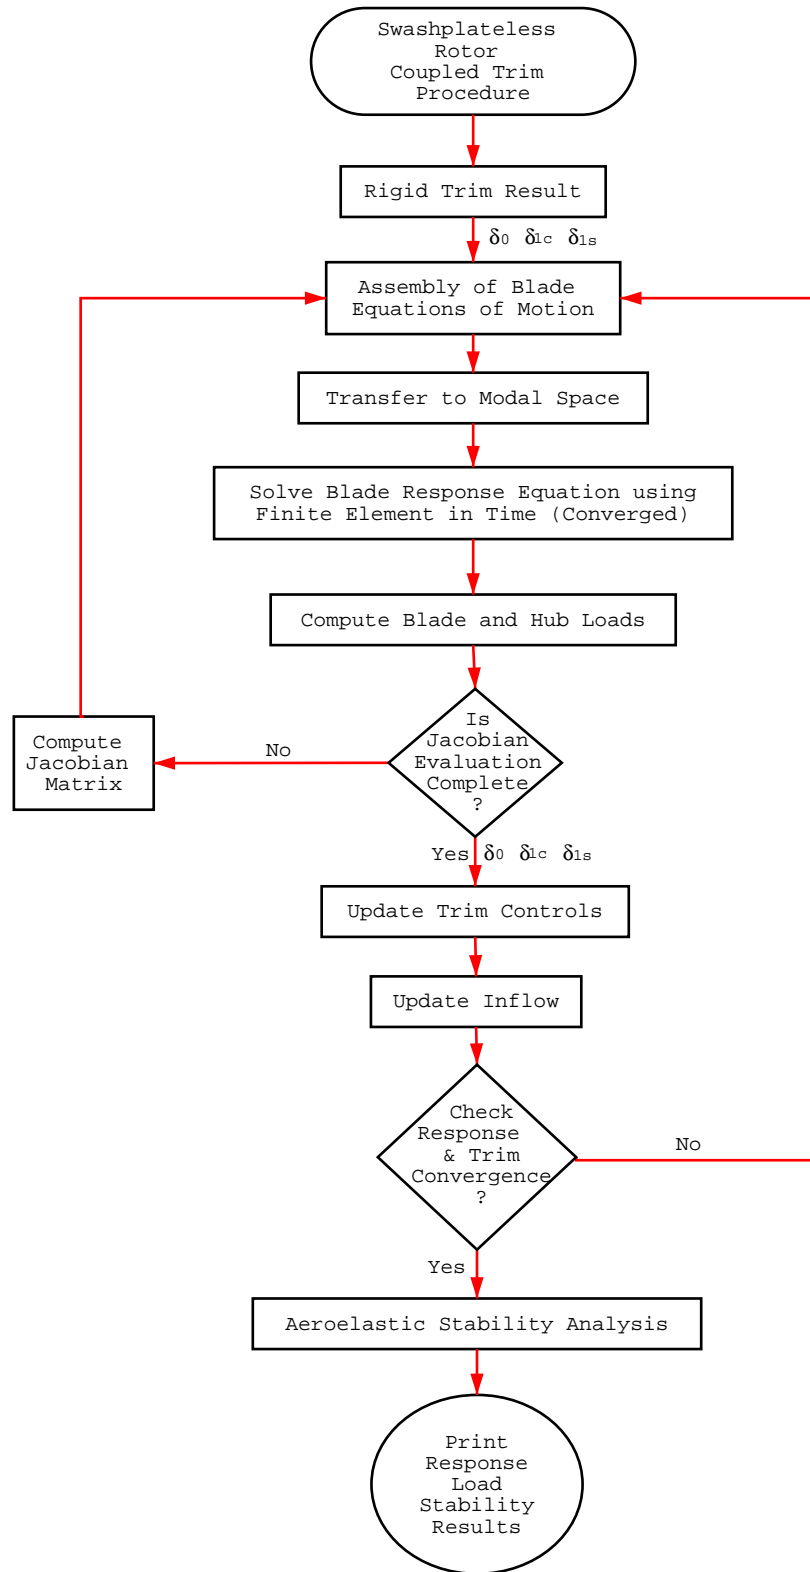 Swashplateless
Rotor
Coupled Trim
Procedure
Rigid Trim Result
δ0 δ1c δ1s
Assembly of Blade
Equations of Motion
Transfer to Modal Space
Solve Blade Response Equation using
Finite Element in Time (Converged)
Compute Blade and Hub Loads
Is
Jacobian
Evaluation
Complete
?
No
Compute
Jacobian
Matrix
Yes δ0 δ1c δ1s
Update Trim Controls
Update Inflow
Check
Response
& Trim
Convergence
?
No
Yes
Aeroelastic Stability Analysis
Print
Response
Load
Stability
Results